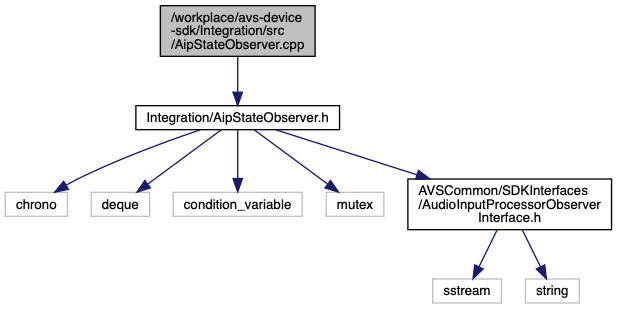 /workplace/avs-device
-sdk/Integration/src
/AipStateObserver.cpp
Integration/AipStateObserver.h
chrono
deque
condition_variable
mutex
AVSCommon/SDKInterfaces
/AudioInputProcessorObserver
Interface.h
sstream
string